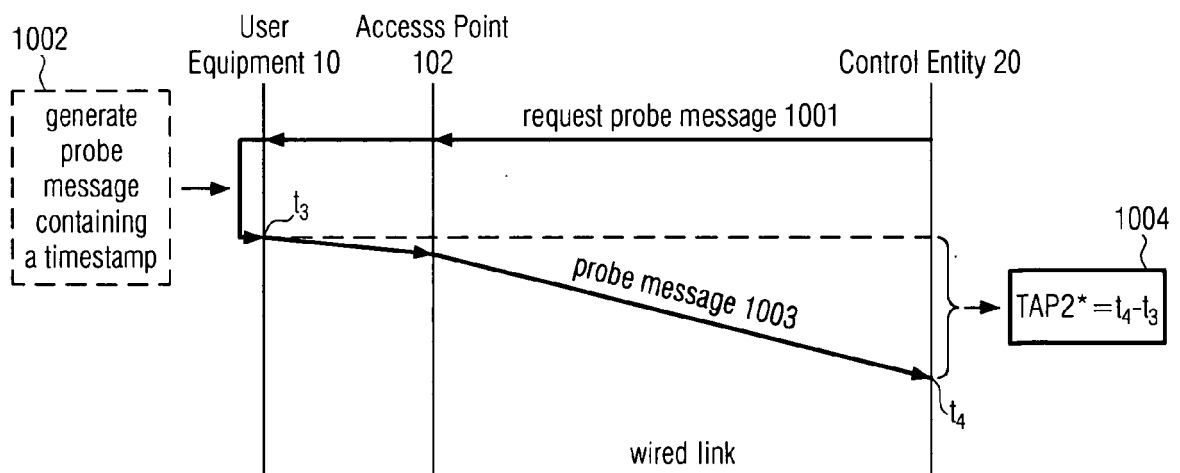 1002
User
Equipment 10
Accesss Point
102
Control Entity 20
generate
probe
message
containing
a timestamp
request probe message 1001
t3
probe message 1003
1004
TAP2* = t4-t3
t4
wired link